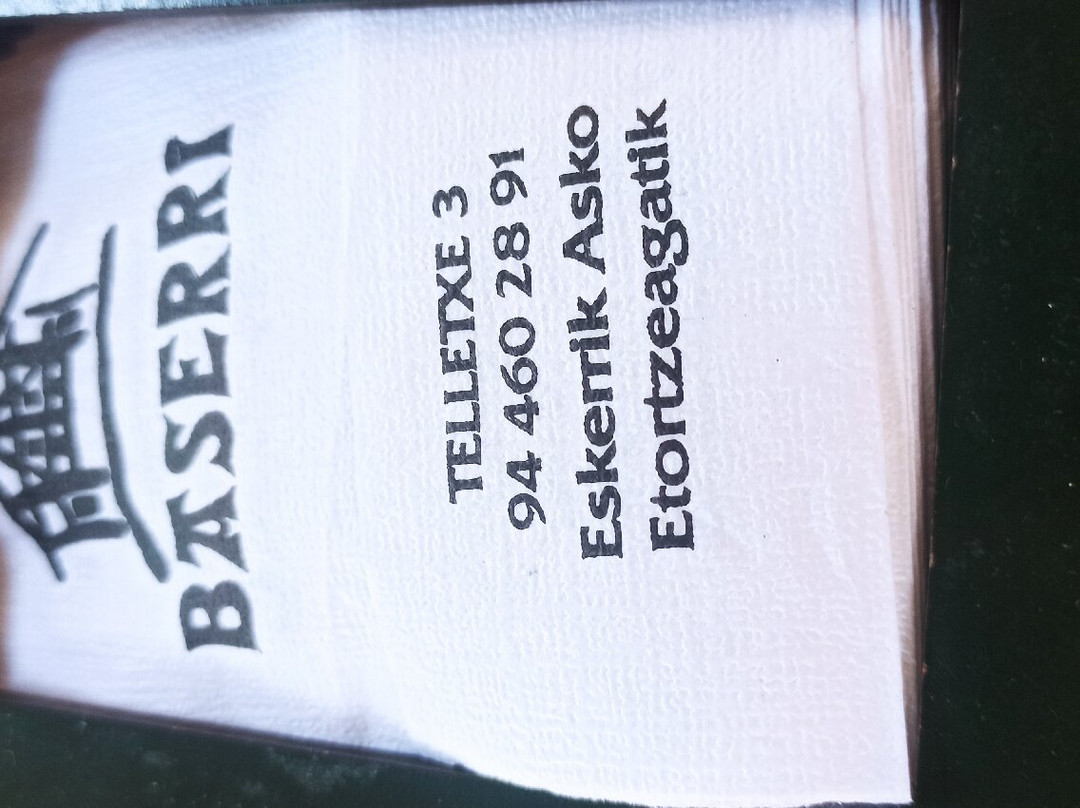 BASERRI
TELLETXE 3
94 460 28 91
Eskerrik Asko
Etortzeagatik